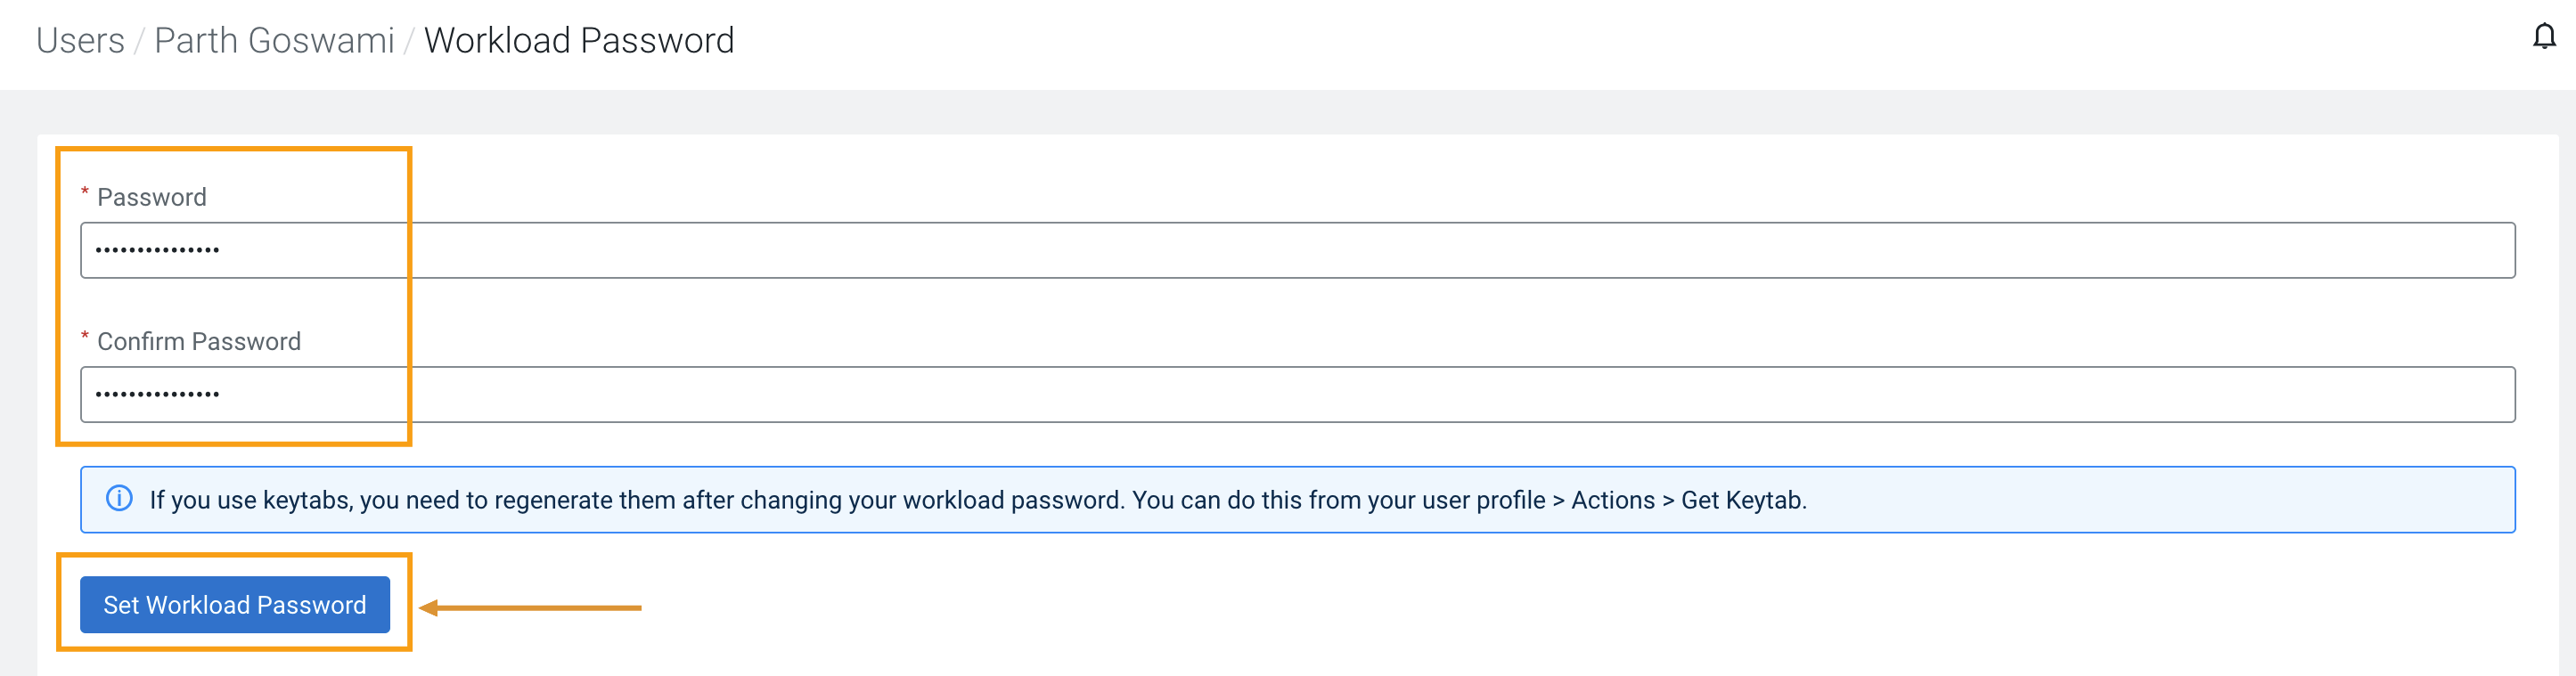 Users / Parth Goswami / Workload Password
* Password
•••••••••••••••
* Confirm Password
•••••••••••••••
If you use keytabs, you need to regenerate them after changing your workload password. You can do this from your user profile > Actions > Get Keytab.
Set Workload Password